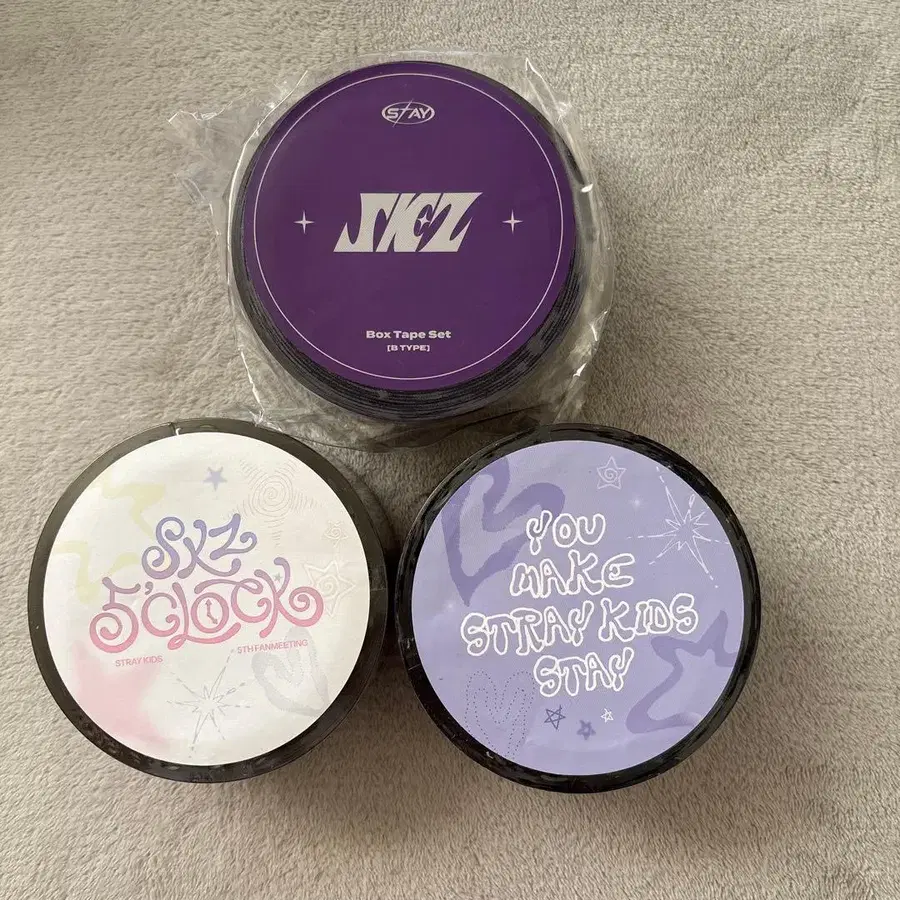 STAY
SKZ
Box Tape Set
[B TYPE]
SKZ
5'CLOCK
STRAY KIDS
5TH FANMEETING
YOU
MAKE
STRAY KIDS
STAY